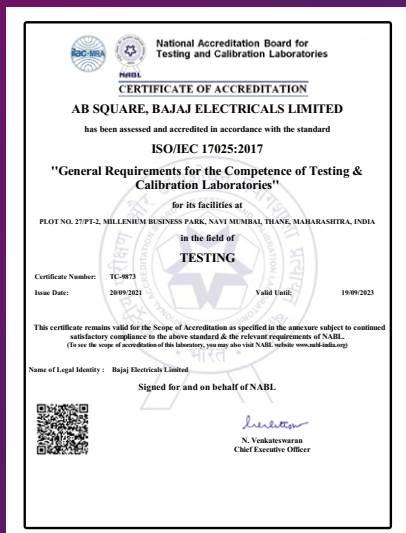 ilac-MRA
NABL
National Accreditation Board for
Testing and Calibration Laboratories
CERTIFICATE OF ACCREDITATION
AB SQUARE, BAJAJ ELECTRICALS LIMITED
has been assessed and accredited in accordance with the standard
ISO/IEC 17025:2017
"General Requirements for the Competence of Testing &
Calibration Laboratories"
for its facilities at
PLOT NO. 27/PT-2, MILLENIUM BUSINESS PARK, NAVI MUMBAI, THANE, MAHARASHTRA, INDIA
in the field of
TESTING
Certificate Number: TC-9873
Issue Date: 20/09/2021 Valid Until: 19/09/2023
This certificate remains valid for the Scope of Accreditation as specified in the annexure subject to continued
satisfactory compliance to the above standard & the relevant requirements of NABL.
(To see the scope of accreditation of this laboratory, you may also visit NABL website www.nabl-india.org)
भारत
Name of Legal Identity : Bajaj Electricals Limited
Signed for and on behalf of NABL
N. Venkateswaran
Chief Executive Officer